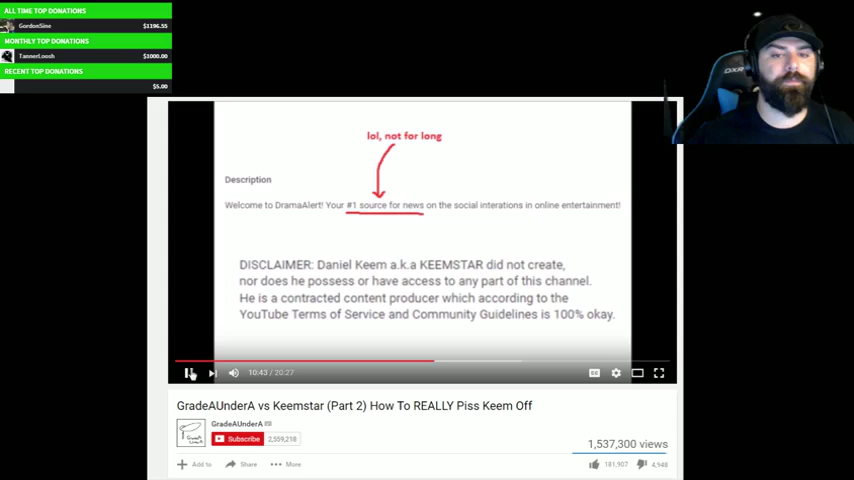 ALL TIME TOP DONATIONS
GordonSine $1196.55
MONTHLY TOP DONATIONS
TannerLoosh $1000.00
RECENT TOP DONATIONS
$5.00
DXR
lol, not for long
Description
Welcome to DramaAlert! Your #1 source for news on the social interations in online entertainment!
DISCLAIMER: Daniel Keem a.k.a KEEMSTAR did not create,
nor does he possess or have access to any part of this channel.
He is a contracted content producer which according to the
YouTube Terms of Service and Community Guidelines is 100% okay.
10:43 / 20:27
CC
GradeAUnderA vs Keemstar (Part 2) How To REALLY Piss Keem Off
GradeAUnderA
Subscribe 2,559,218
1,537,300 views
Add to Share More
181,907 4,948